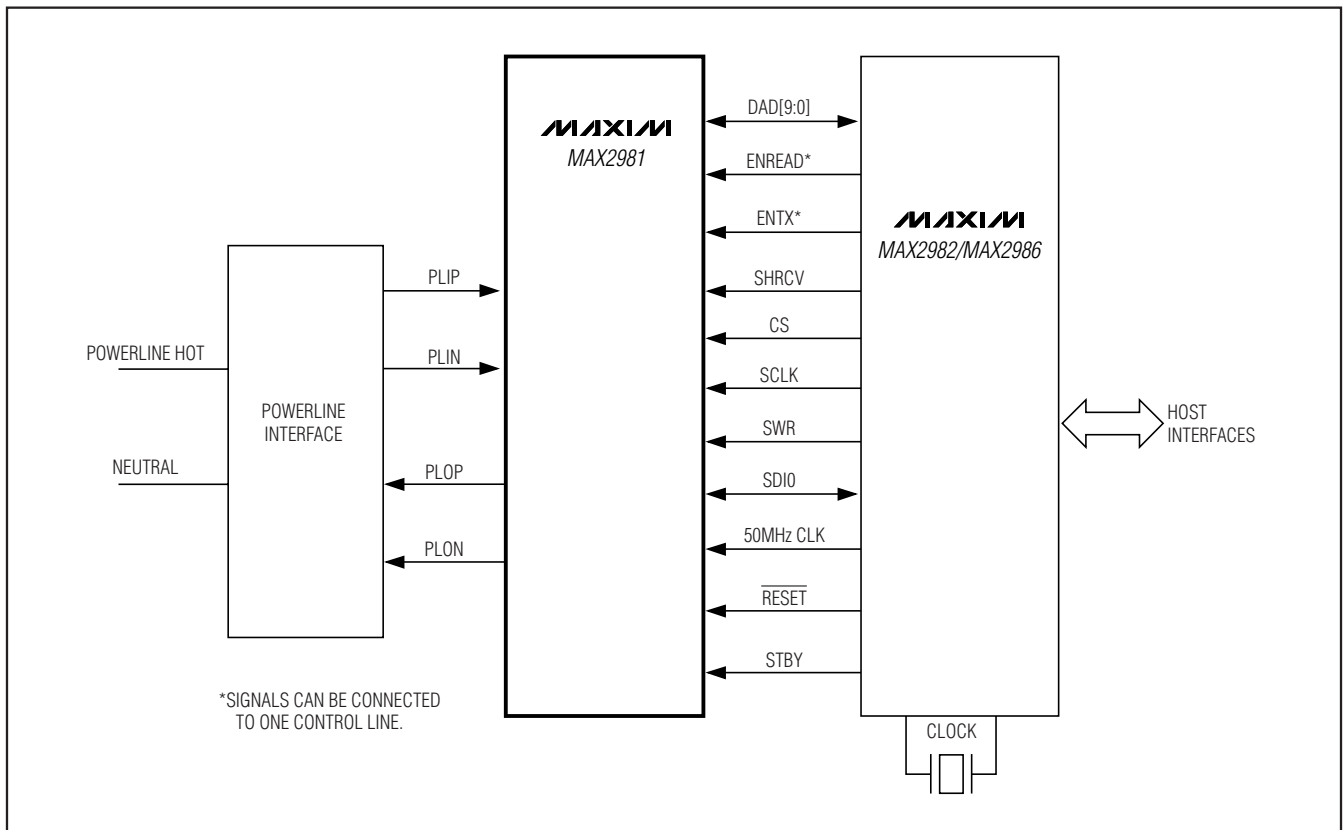 MAXIM
MAX2981
MAXIM
MAX2982/MAX2986
DAD[9:0]
ENREAD*
ENTX*
SHRCV
CS
SCLK
SWR
SDI0
50MHz CLK
RESET
STBY
PLIP
PLIN
PLOP
PLON
POWERLINE HOT
NEUTRAL
POWERLINE
INTERFACE
HOST
INTERFACES
*SIGNALS CAN BE CONNECTED
TO ONE CONTROL LINE.
CLOCK